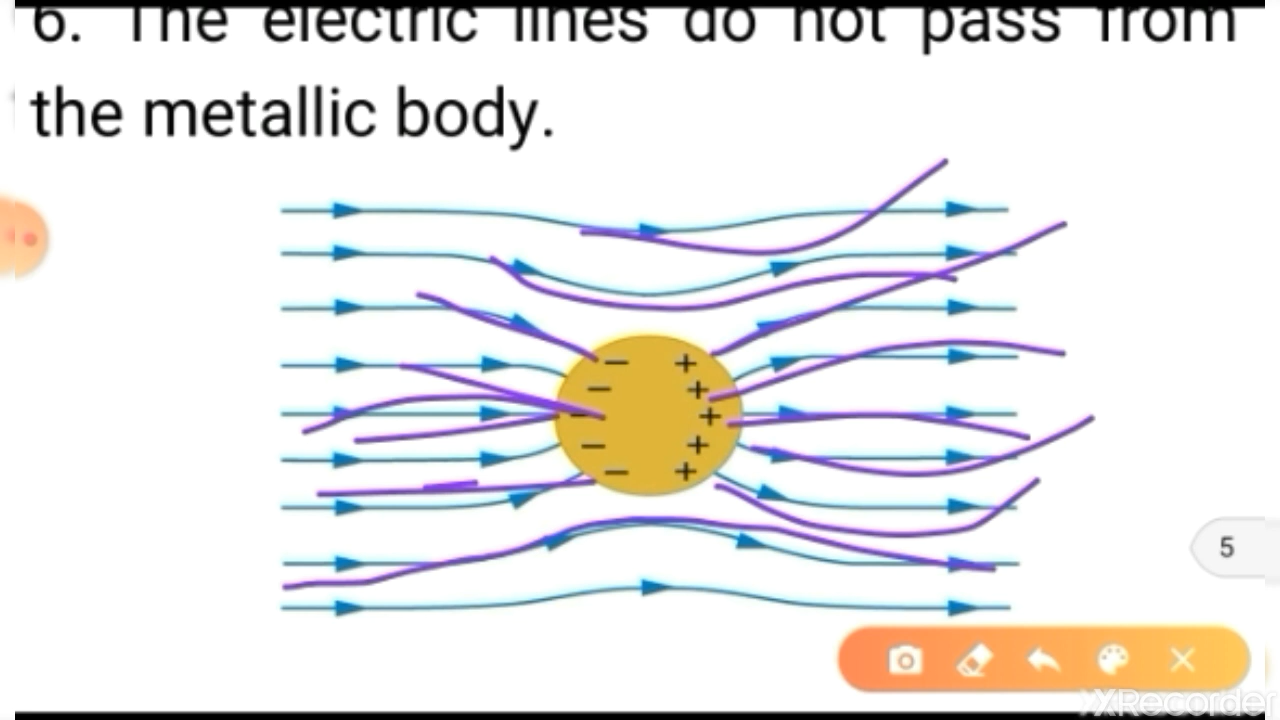 6. The electric lines do not pass from
the metallic body.
− +
− +
− +
− +
− +
5
XRecorder